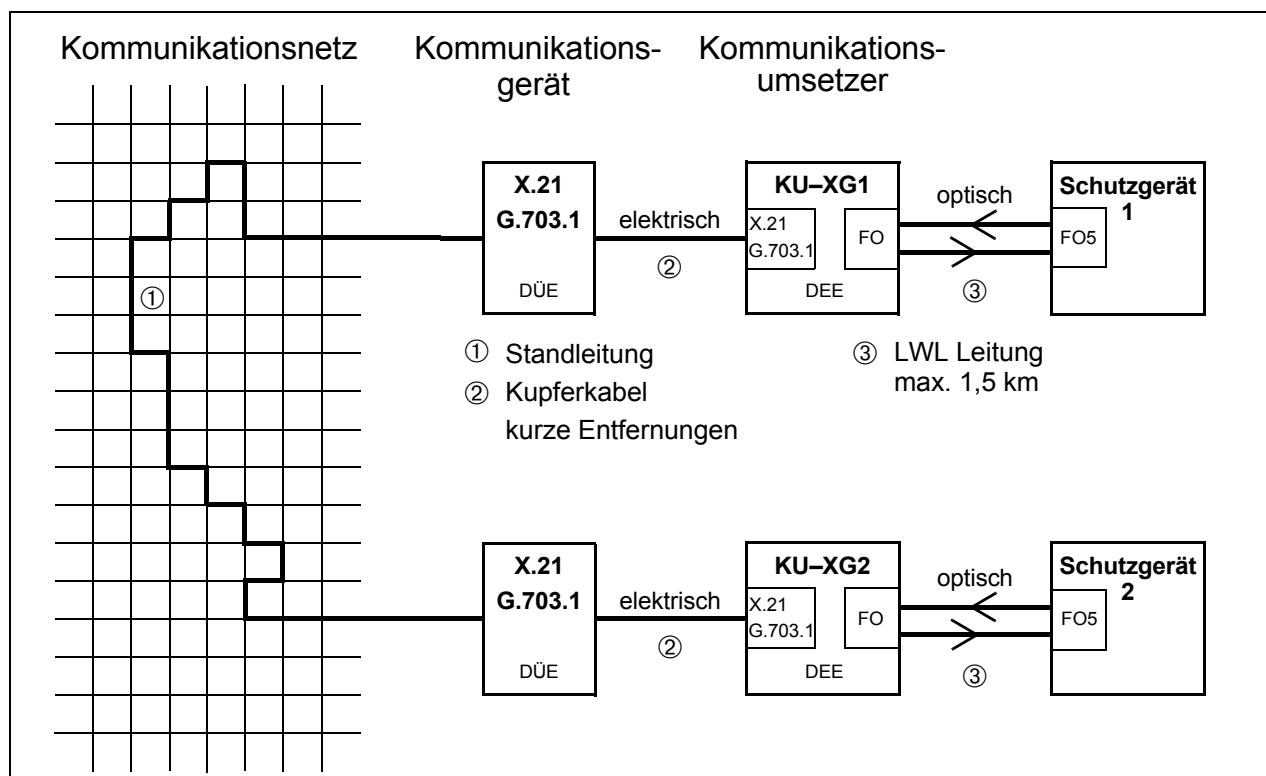 Kommunikationsnetz
Kommunikations-
gerät
Kommunikations-
umsetzer
X.21
G.703.1
DÜE
elektrisch
②
KU–XG1
X.21
G.703.1
FO
DEE
optisch
③
Schutzgerät
1
FO5
①
① Standleitung
② Kupferkabel
kurze Entfernungen
③ LWL Leitung
max. 1,5 km
X.21
G.703.1
DÜE
elektrisch
②
KU–XG2
X.21
G.703.1
FO
DEE
optisch
③
Schutzgerät
2
FO5